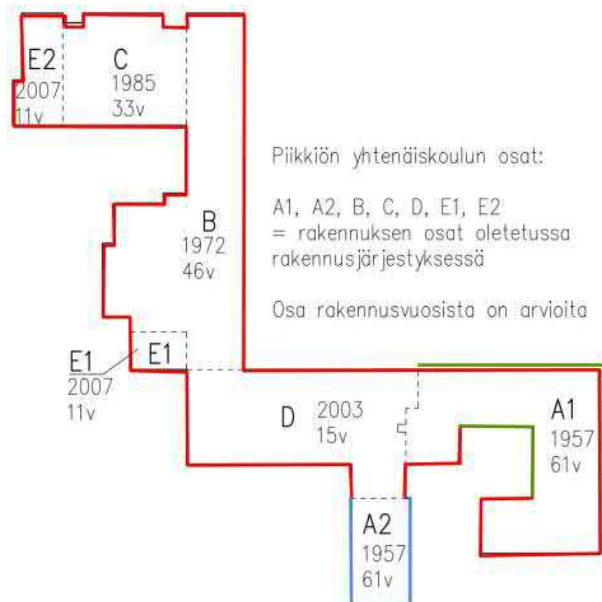 E2
2007
11v
C
1985
33v
Piikkiön yhtenäiskoulun osat:
A1, A2, B, C, D, E1, E2
= rakennuksen osat oletetussa
rakennusjärjestyksessä
Osa rakennusvuosista on arvioita
B
1972
46v
E1
E1
2007
11v
D
2003
15v
A1
1957
61v
A2
1957
61v